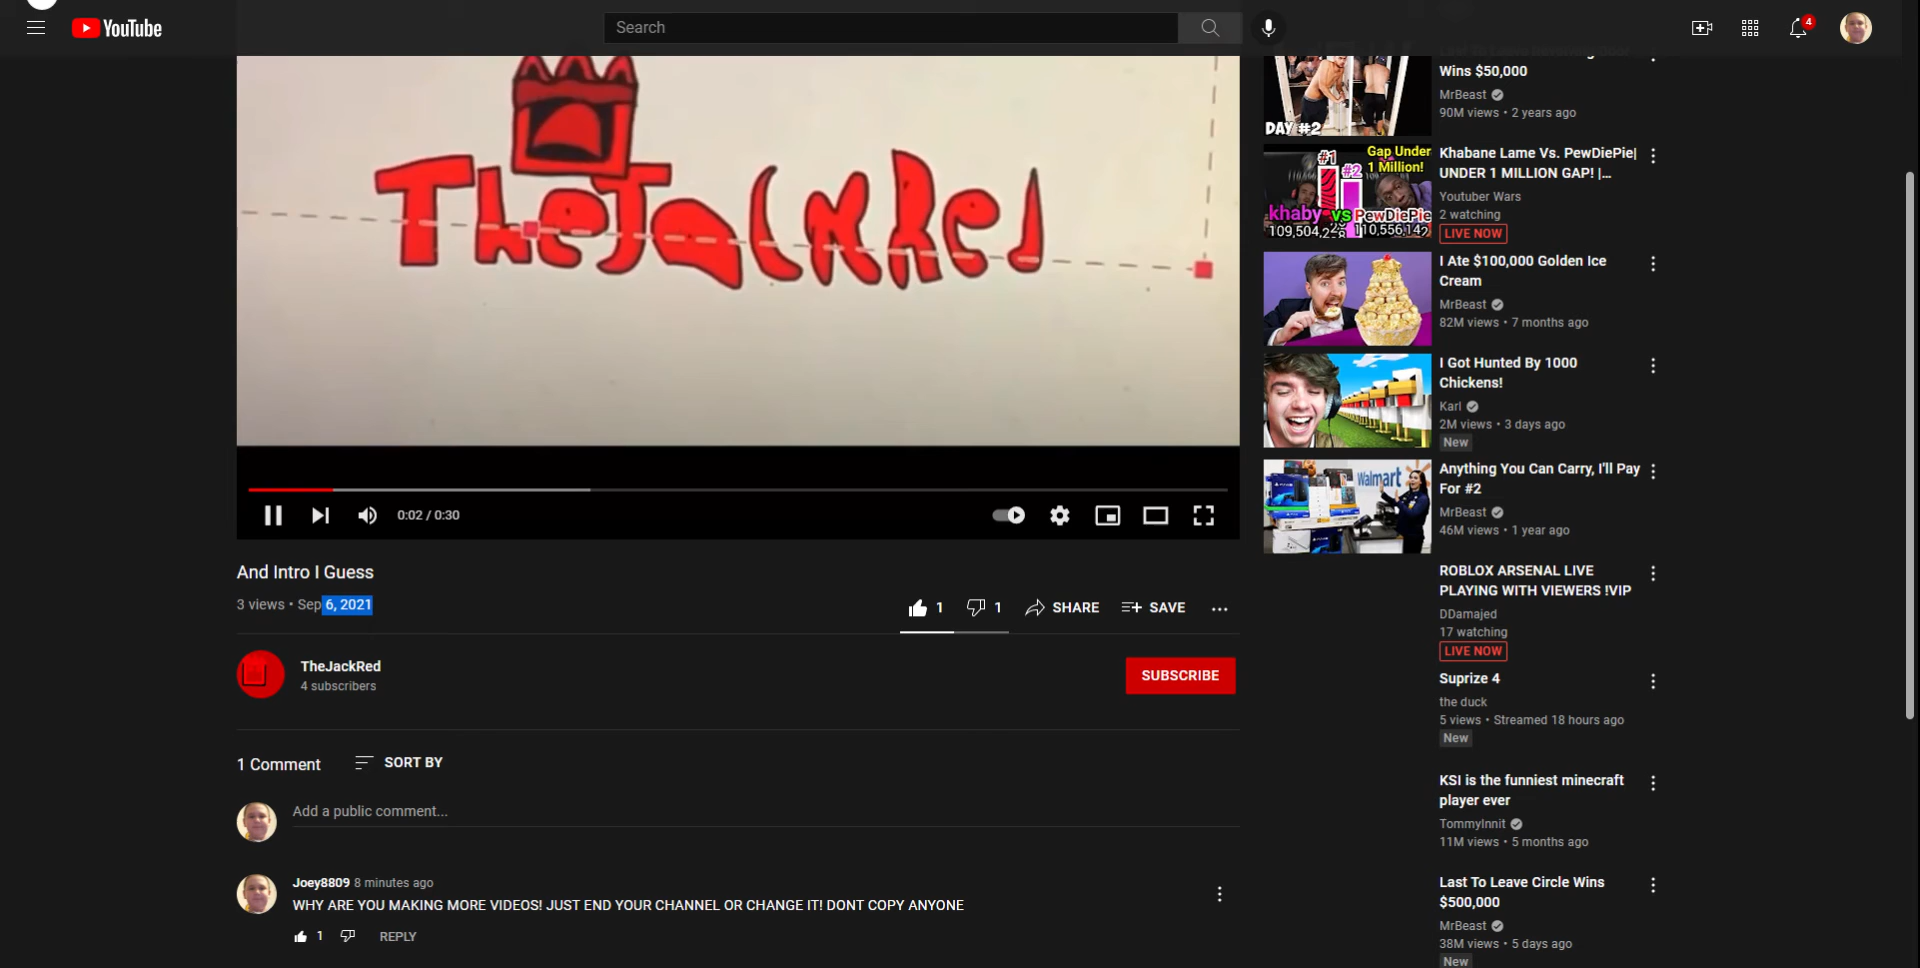 YouTube
Search
4
TheJackRed
0:02 / 0:30
And Intro I Guess
3 views • Sep 6, 2021
1
1
SHARE
SAVE
TheJackRed
4 subscribers
SUBSCRIBE
1 Comment
SORT BY
Add a public comment...
Joey8809 8 minutes ago
WHY ARE YOU MAKING MORE VIDEOS! JUST END YOUR CHANNEL OR CHANGE IT! DONT COPY ANYONE
1
REPLY
DAY #2
Wins $50,000
MrBeast
90M views • 2 years ago
#1
#2
Gap Under
1 Million!
khaby vs PewDiePie
Khabane Lame Vs. PewDiePie|
UNDER 1 MILLION GAP! |...
Youtuber Wars
2 watching
LIVE NOW
I Ate $100,000 Golden Ice
Cream
MrBeast
82M views • 7 months ago
I Got Hunted By 1000
Chickens!
Karl
2M views • 3 days ago
New
Walmart
Anything You Can Carry, I'll Pay
For #2
MrBeast
46M views • 1 year ago
ROBLOX ARSENAL LIVE
PLAYING WITH VIEWERS !VIP
DDamajed
17 watching
LIVE NOW
Suprize 4
the duck
5 views • Streamed 18 hours ago
New
KSI is the funniest minecraft
player ever
TommyInnit
11M views • 5 months ago
Last To Leave Circle Wins
$500,000
MrBeast
38M views • 5 days ago
New